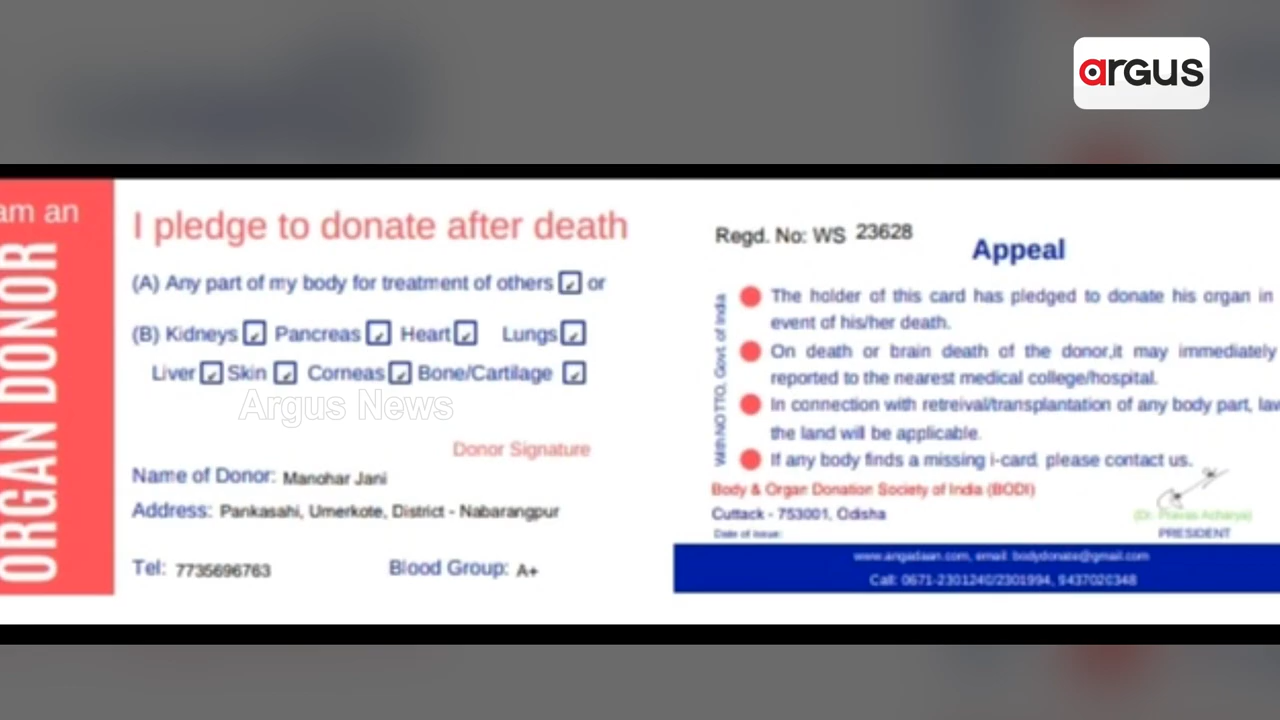 argus
am an
ORGAN DONOR
I pledge to donate after death
(A) Any part of my body for treatment of others or
(B) Kidneys Pancreas Heart Lungs
Liver Skin Corneas Bone/Cartilage
Argus News
Donor Signature
Name of Donor: Manohar Jani
Address: Pankasahi, Umerkote, District - Nabarangpur
Tel: 7735696763
Blood Group: A+
Regd. No: WS 23628
Appeal
With NOTTO, Govt. of India
The holder of this card has pledged to donate his organ in
event of his/her death.
On death or brain death of the donor,it may immediately
reported to the nearest medical college/hospital.
In connection with retreival/transplantation of any body part, law
the land will be applicable.
If any body finds a missing i-card, please contact us.
Body & Organ Donation Society of India (BODI)
Cuttack - 753001, Odisha
Date of issue:
(Dr. Pravas Acharya)
PRESIDENT
www.angadaan.com, email: bodydonate@gmail.com
Call: 0671-2301240/2301994, 9437020348